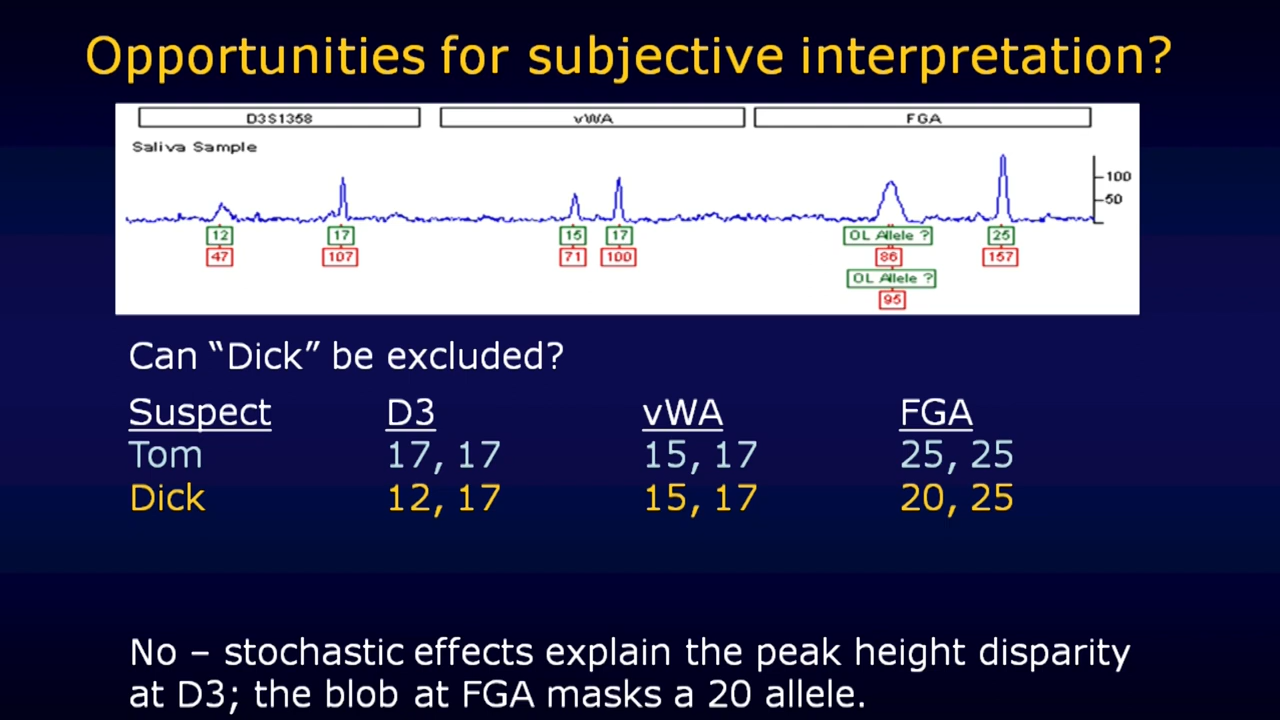 Opportunities for subjective interpretation?
D3S1358 vWA FGA
Saliva Sample
100
50
12 17 15 17 OL Allele ? 25
47 107 71 100 86 157
OL Allele ?
95
Can “Dick” be excluded?
Suspect D3 vWA FGA
Tom 17, 17 15, 17 25, 25
Dick 12, 17 15, 17 20, 25
No – stochastic effects explain the peak height disparity
at D3; the blob at FGA masks a 20 allele.